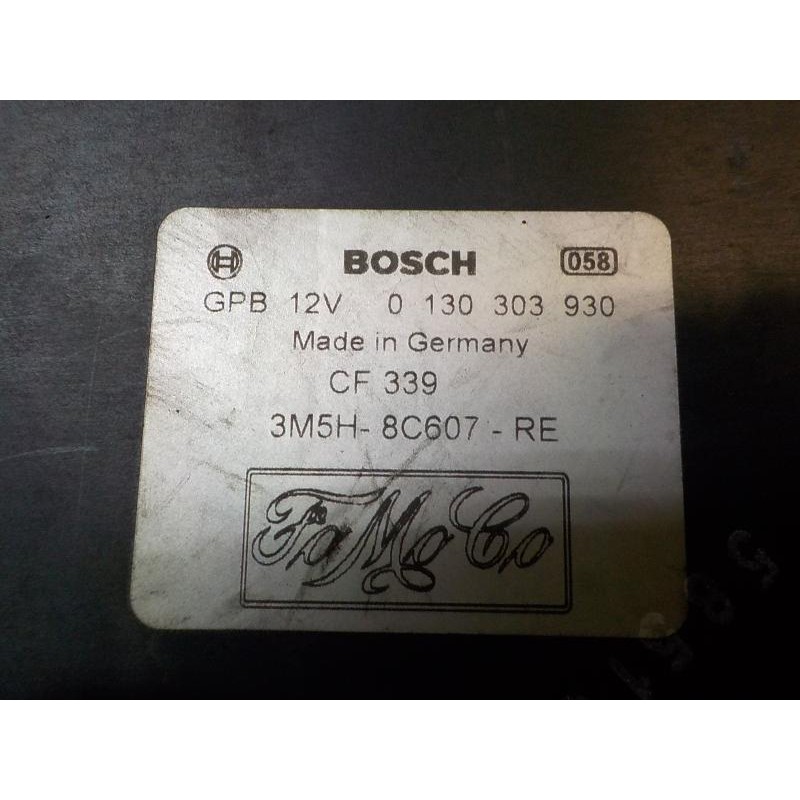 BOSCH 058
GPB 12V 0 130 303 930
Made in Germany
CF 339
3M5H- 8C607 - RE
FoMoCo